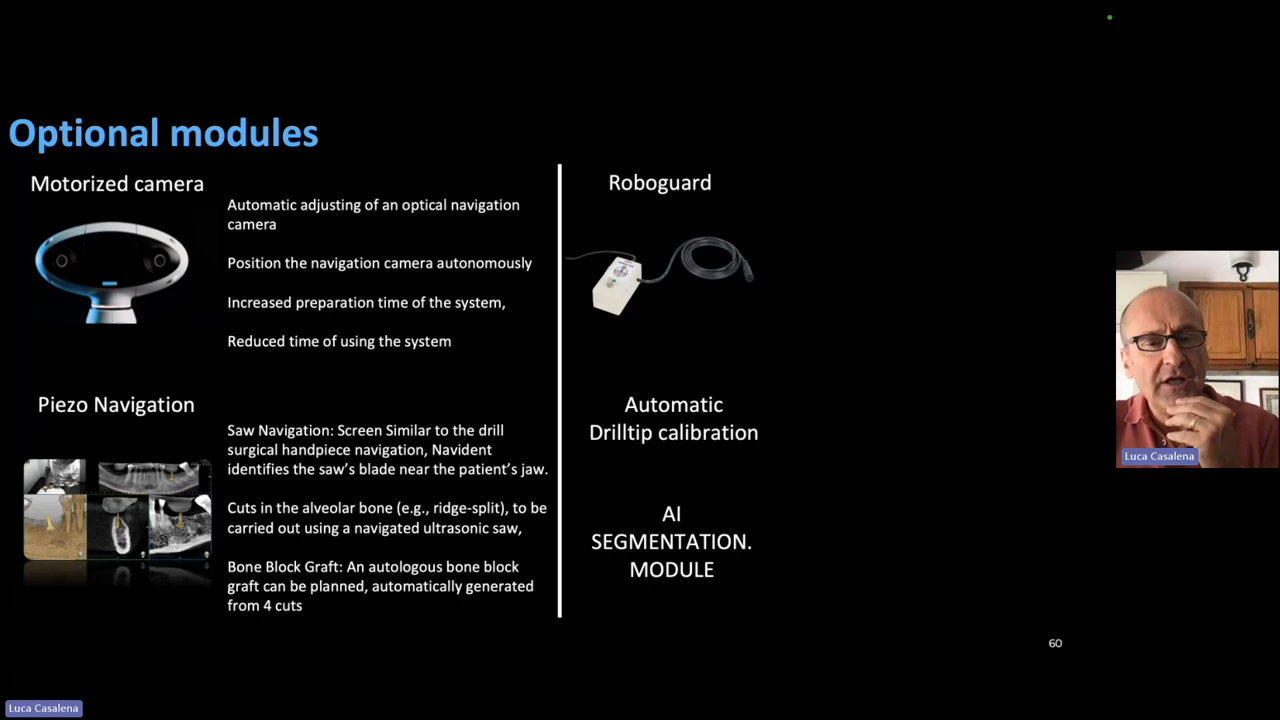 Optional modules
Motorized camera
Automatic adjusting of an optical navigation
camera
Position the navigation camera autonomously
Increased preparation time of the system,
Reduced time of using the system
Piezo Navigation
Saw Navigation: Screen Similar to the drill
surgical handpiece navigation, Navident
identifies the saw's blade near the patient's jaw.
Cuts in the alveolar bone (e.g., ridge-split), to be
carried out using a navigated ultrasonic saw,
Bone Block Graft: An autologous bone block
graft can be planned, automatically generated
from 4 cuts
Roboguard
Automatic
Drilltip calibration
AI
SEGMENTATION.
MODULE
60
Luca Casalena
Luca Casalena